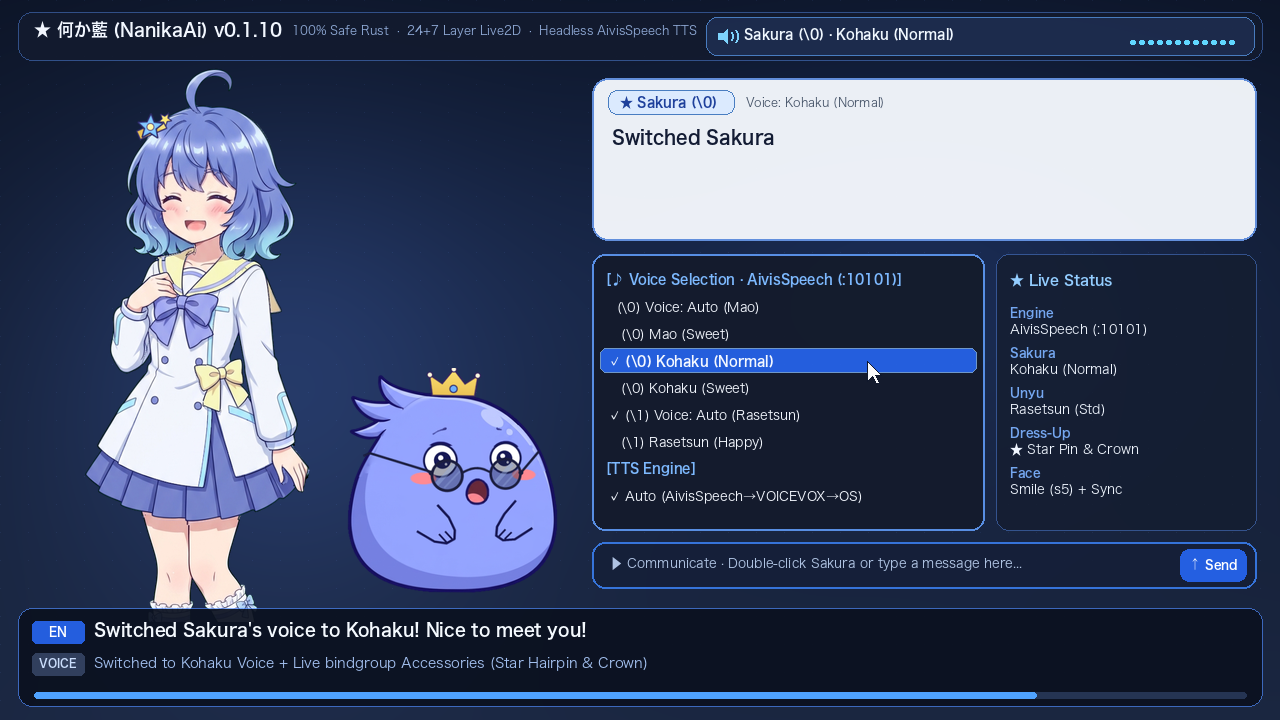 ★ 何か藍 (NanikaAi) v0.1.10 100% Safe Rust · 24+7 Layer Live2D · Headless AivisSpeech TTS
Sakura (\0) · Kohaku (Normal)
★ Sakura (\0) Voice: Kohaku (Normal)
Switched Sakura
[♪ Voice Selection · AivisSpeech (:10101)]
(\0) Voice: Auto (Mao)
(\0) Mao (Sweet)
✓ (\0) Kohaku (Normal)
(\0) Kohaku (Sweet)
✓ (\1) Voice: Auto (Rasetsun)
(\1) Rasetsun (Happy)
[TTS Engine]
✓ Auto (AivisSpeech→VOICEVOX→OS)
★ Live Status
Engine
AivisSpeech (:10101)
Sakura
Kohaku (Normal)
Unyu
Rasetsun (Std)
Dress-Up
★ Star Pin & Crown
Face
Smile (s5) + Sync
▶ Communicate · Double-click Sakura or type a message here...
↑ Send
EN Switched Sakura's voice to Kohaku! Nice to meet you!
VOICE Switched to Kohaku Voice + Live bindgroup Accessories (Star Hairpin & Crown)